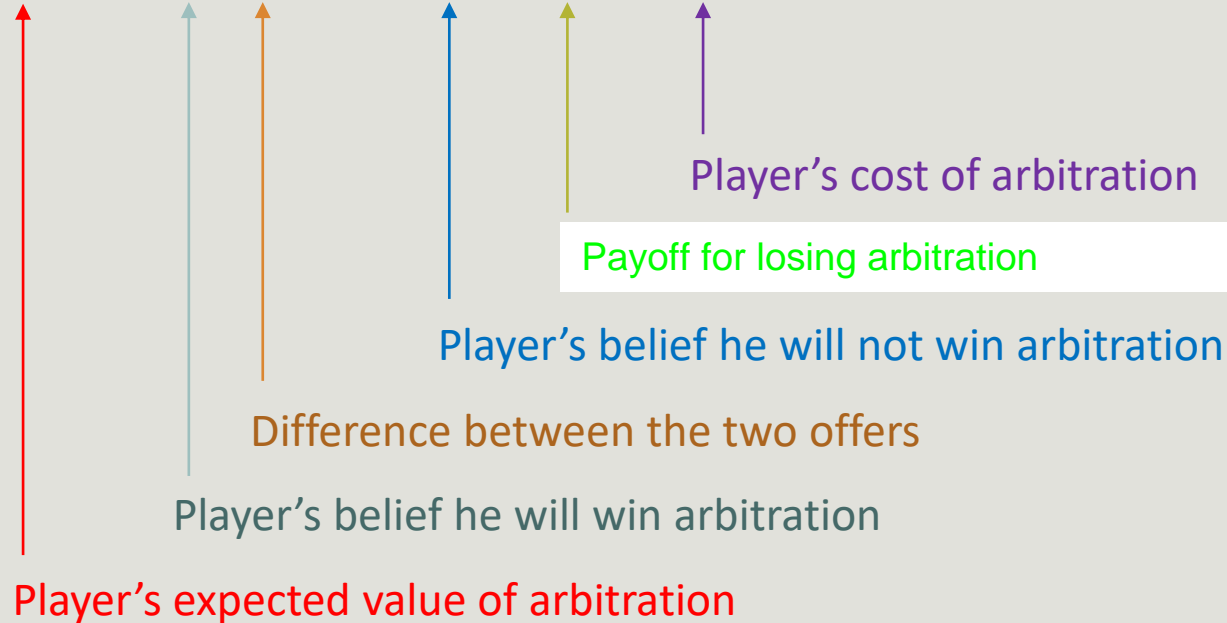 Player’s cost of arbitration
Payoff for losing arbitration
Player’s belief he will not win arbitration
Difference between the two offers
Player’s belief he will win arbitration
Player’s expected value of arbitration